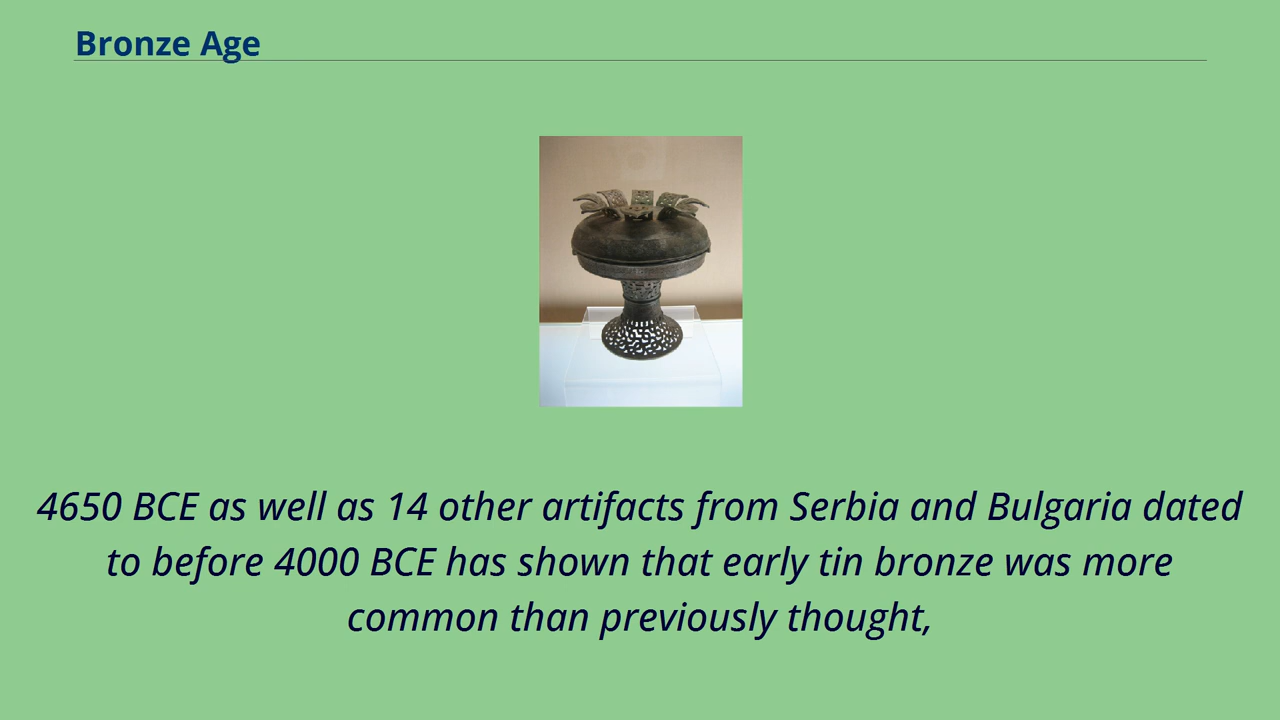 Bronze Age
4650 BCE as well as 14 other artifacts from Serbia and Bulgaria dated
to before 4000 BCE has shown that early tin bronze was more
common than previously thought,